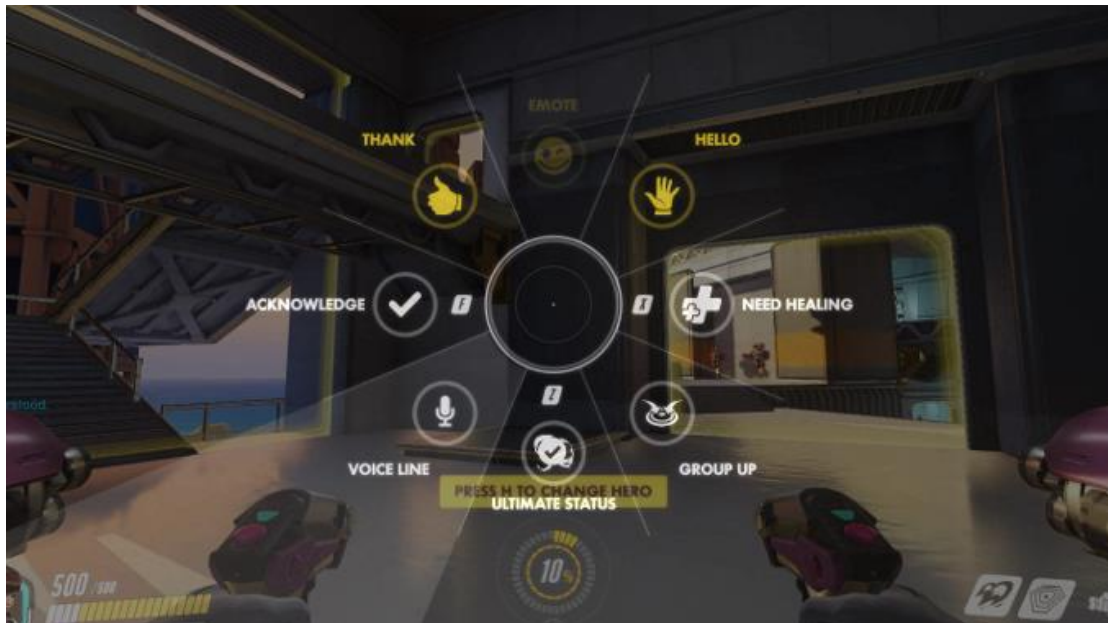 EMOTE
THANK
HELLO
ACKNOWLEDGE
F
X
NEED HEALING
Z
VOICE LINE
GROUP UP
PRESS H TO CHANGE HERO
ULTIMATE STATUS
10%
500 /500